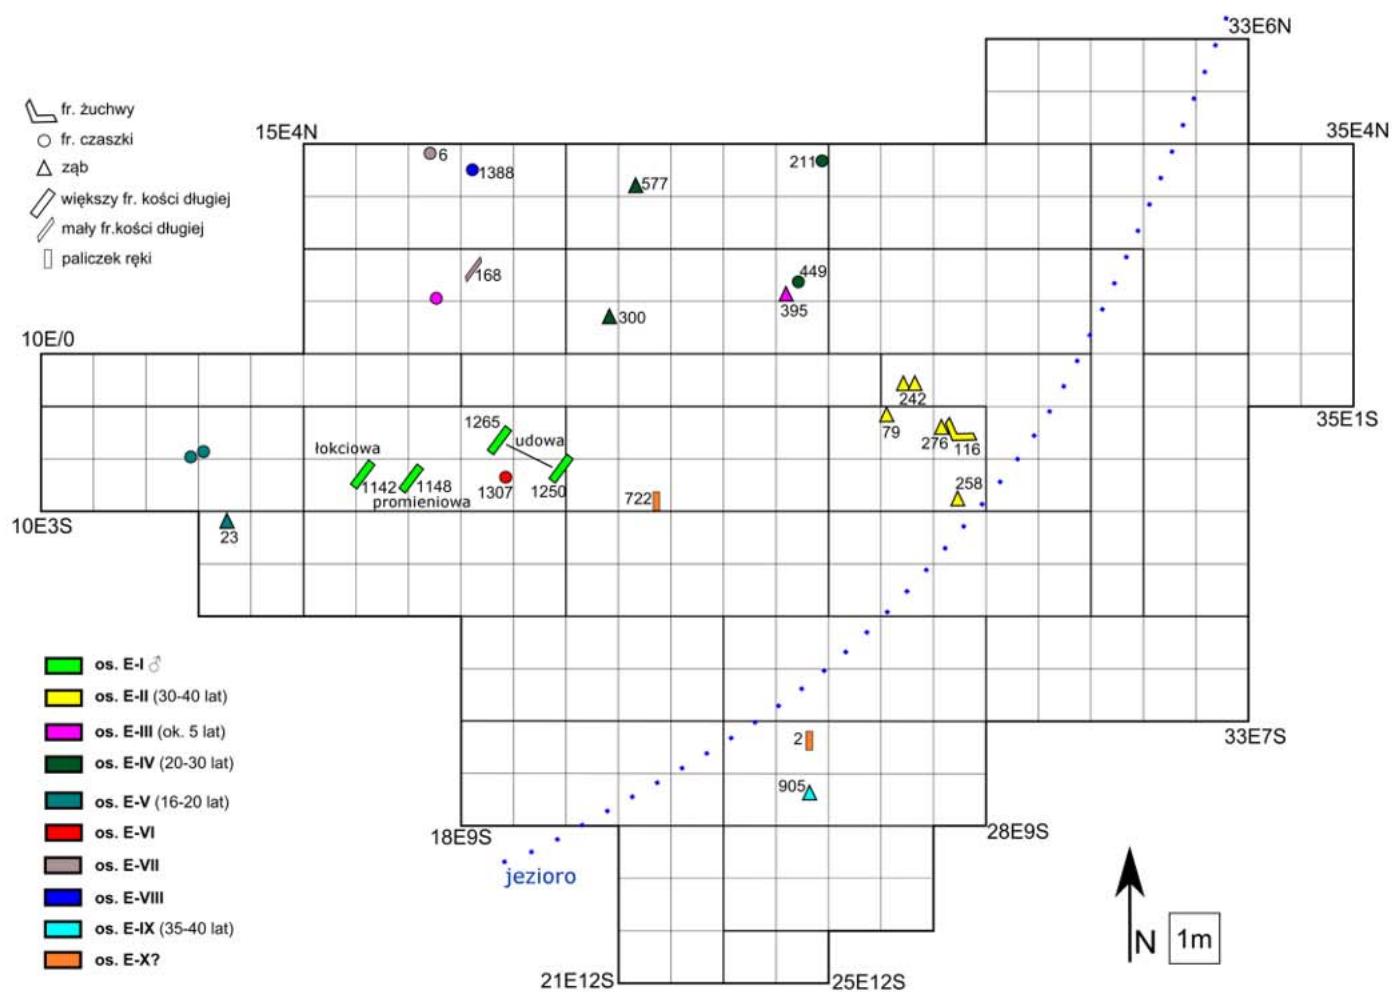 33E6N
fr. żuchwy
fr. czaszki
ząb
większy fr. kości długiej
mały fr.kości długiej
paliczek ręki
15E4N
35E4N
6
1388
577
211
168
449
395
300
10E/0
35E1S
242
79
276
116
258
1265
udowa
łokciowa
1142
1148
promieniowa
1307
1250
722
10E3S
23
os. E-I ♂
os. E-II (30-40 lat)
os. E-III (ok. 5 lat)
os. E-IV (20-30 lat)
os. E-V (16-20 lat)
os. E-VI
os. E-VII
os. E-VIII
os. E-IX (35-40 lat)
os. E-X?
2
905
33E7S
18E9S
28E9S
jezioro
N
1m
21E12S
25E12S